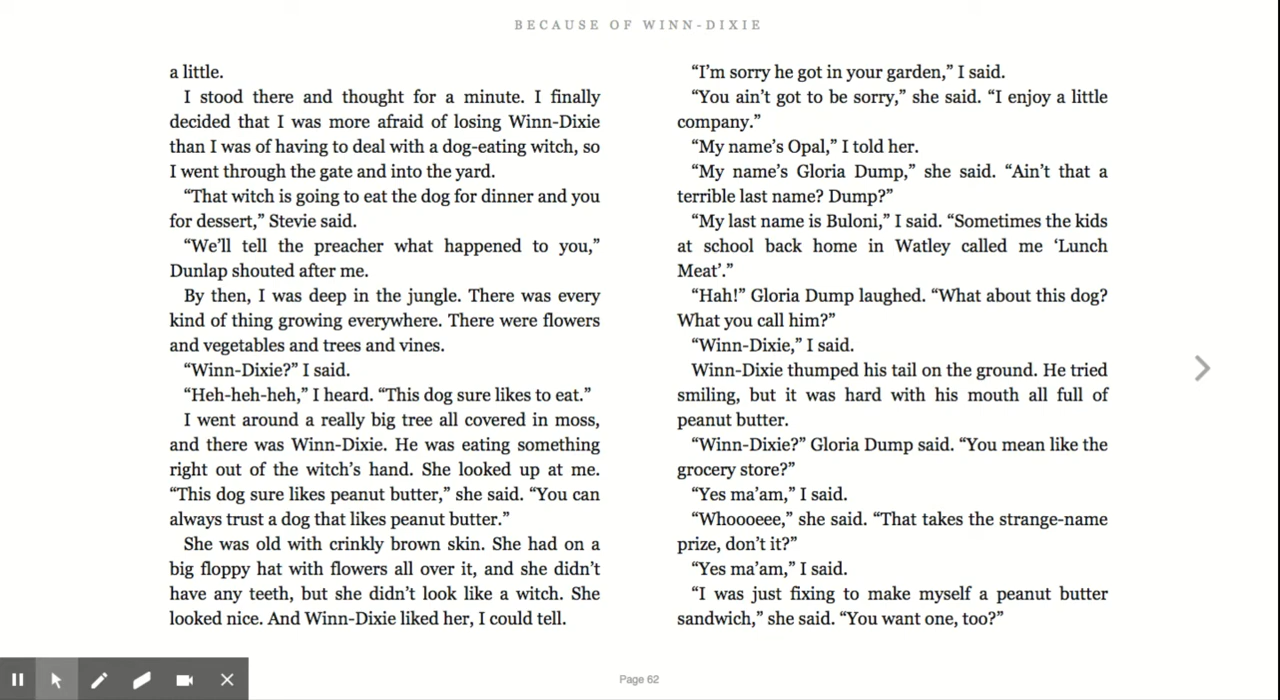 BECAUSE OF WINN-DIXIE
a little.
I stood there and thought for a minute. I finally
decided that I was more afraid of losing Winn-Dixie
than I was of having to deal with a dog-eating witch, so
I went through the gate and into the yard.
“That witch is going to eat the dog for dinner and you
for dessert,” Stevie said.
“We’ll tell the preacher what happened to you,”
Dunlap shouted after me.
By then, I was deep in the jungle. There was every
kind of thing growing everywhere. There were flowers
and vegetables and trees and vines.
“Winn-Dixie?” I said.
“Heh-heh-heh,” I heard. “This dog sure likes to eat.”
I went around a really big tree all covered in moss,
and there was Winn-Dixie. He was eating something
right out of the witch’s hand. She looked up at me.
“This dog sure likes peanut butter,” she said. “You can
always trust a dog that likes peanut butter.”
She was old with crinkly brown skin. She had on a
big floppy hat with flowers all over it, and she didn’t
have any teeth, but she didn’t look like a witch. She
looked nice. And Winn-Dixie liked her, I could tell.
“I’m sorry he got in your garden,” I said.
“You ain’t got to be sorry,” she said. “I enjoy a little
company.”
“My name’s Opal,” I told her.
“My name’s Gloria Dump,” she said. “Ain’t that a
terrible last name? Dump?”
“My last name is Buloni,” I said. “Sometimes the kids
at school back home in Watley called me ‘Lunch
Meat’.”
“Hah!” Gloria Dump laughed. “What about this dog?
What you call him?”
“Winn-Dixie,” I said.
Winn-Dixie thumped his tail on the ground. He tried
smiling, but it was hard with his mouth all full of
peanut butter.
“Winn-Dixie?” Gloria Dump said. “You mean like the
grocery store?”
“Yes ma’am,” I said.
“Whoooeee,” she said. “That takes the strange-name
prize, don’t it?”
“Yes ma’am,” I said.
“I was just fixing to make myself a peanut butter
sandwich,” she said. “You want one, too?”
Page 62